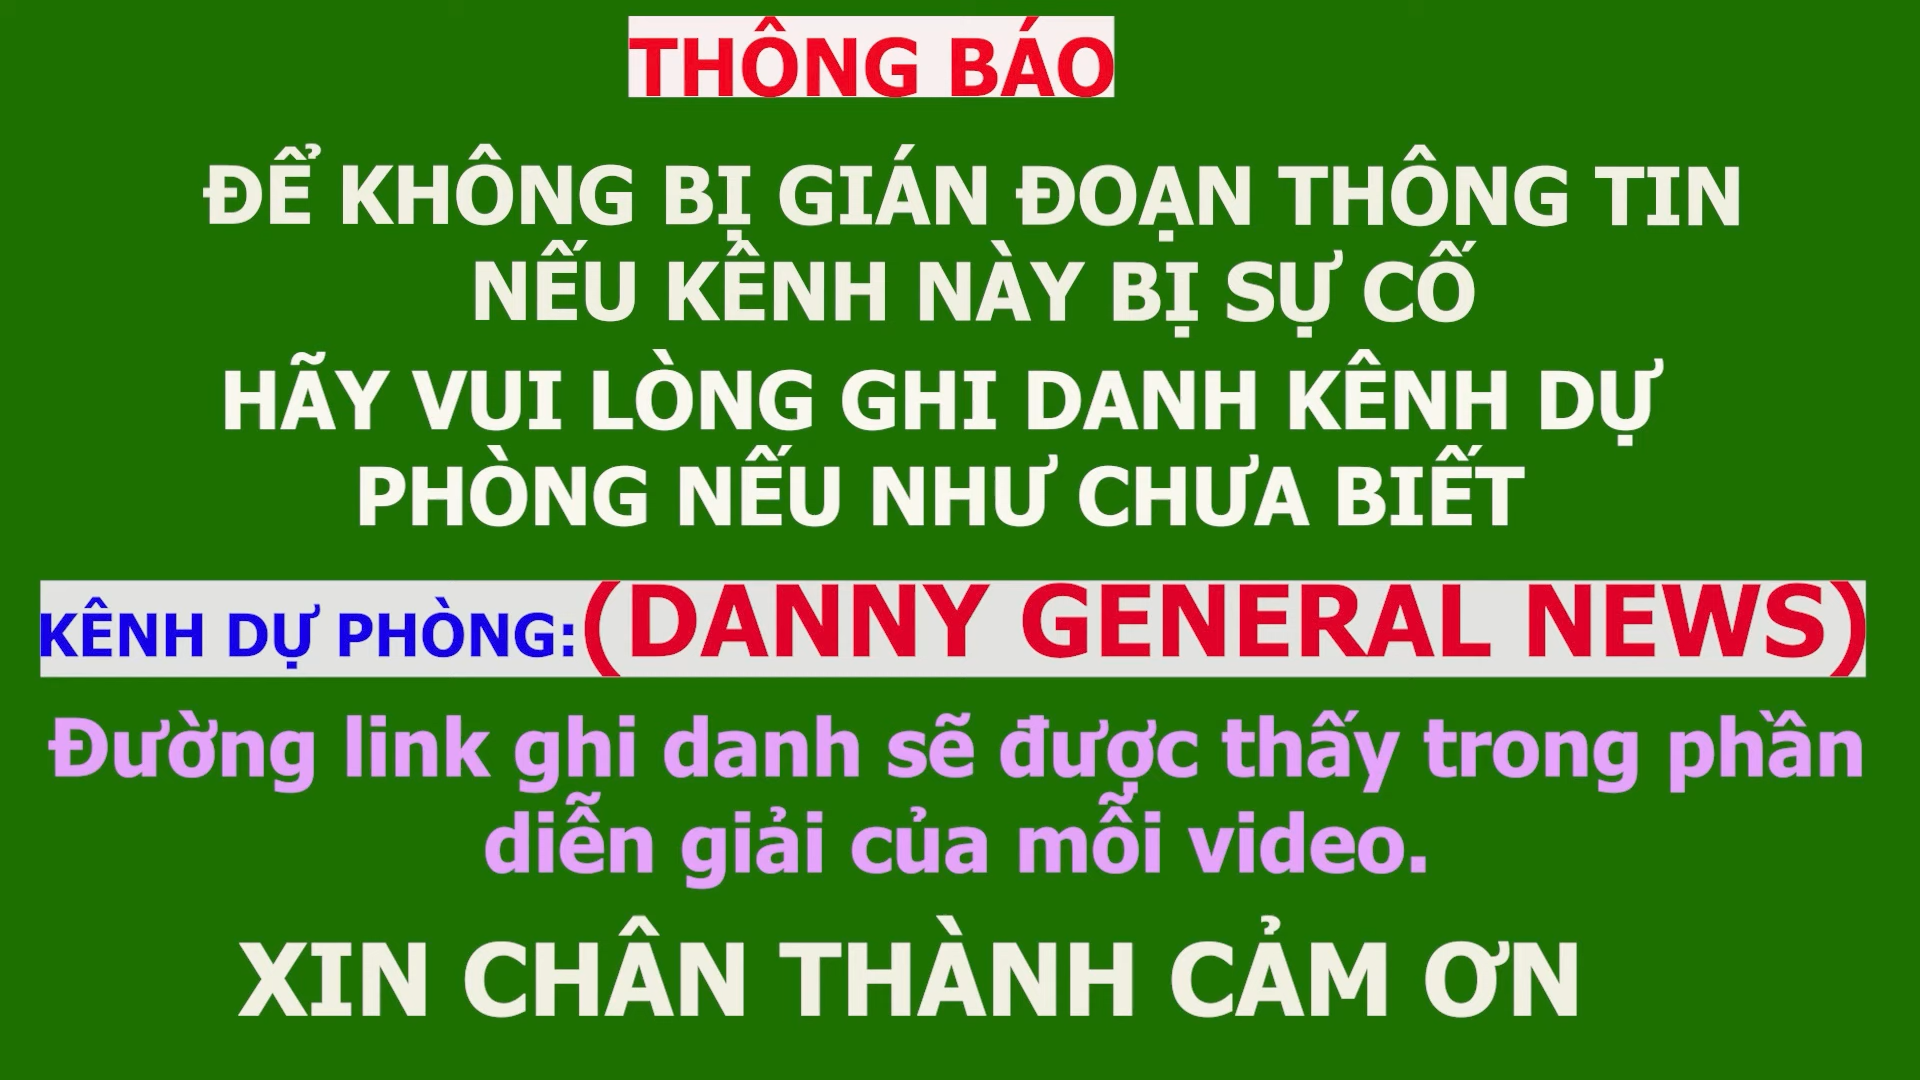 THÔNG BÁO
ĐỂ KHÔNG BỊ GIÁN ĐOẠN THÔNG TIN
NẾU KÊNH NÀY BỊ SỰ CỐ
HÃY VUI LÒNG GHI DANH KÊNH DỰ
PHÒNG NẾU NHƯ CHƯA BIẾT
KÊNH DỰ PHÒNG:(DANNY GENERAL NEWS)
Đường link ghi danh sẽ được thấy trong phần
diễn giải của mỗi video.
XIN CHÂN THÀNH CẢM ƠN